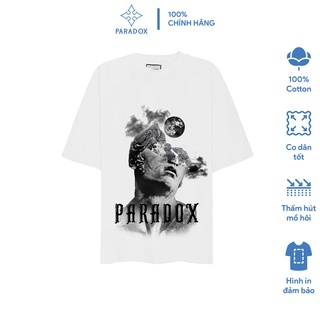 PARADOX
100%
CHÍNH HÃNG
100%
Cotton
Co dãn
tốt
Thấm hút
mồ hôi
PARADOX
Hình in
đảm bảo